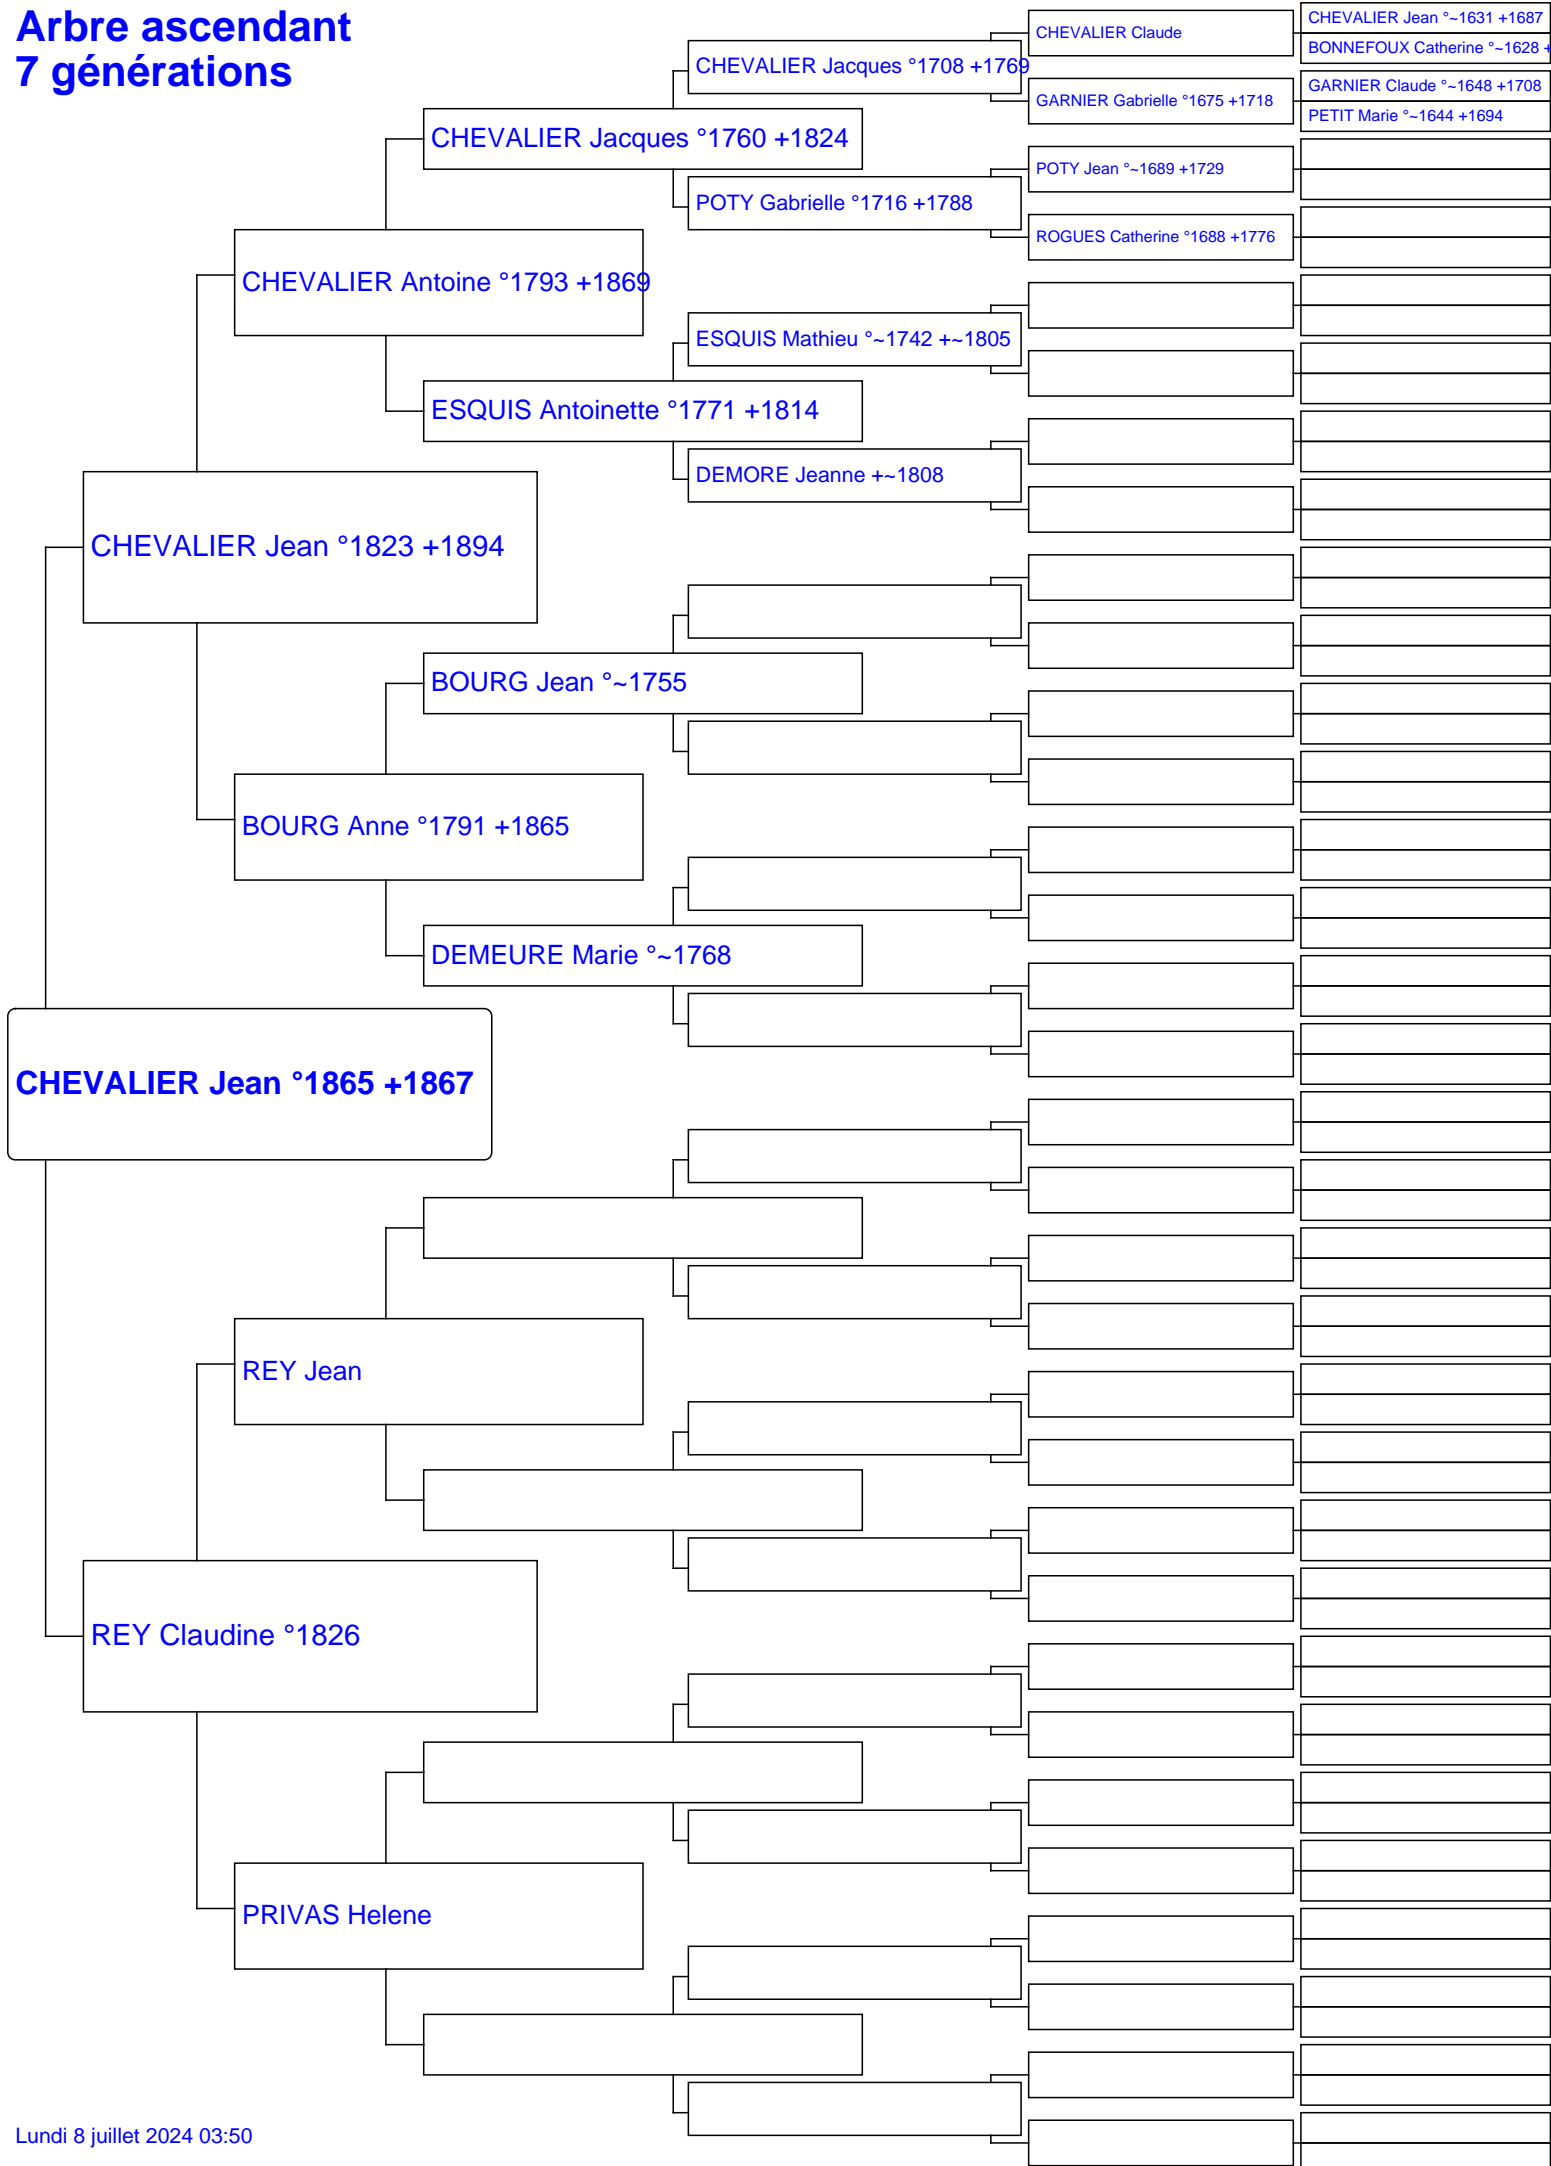 Arbre ascendant
7 générations
CHEVALIER Jean °1865 +1867
CHEVALIER Jean °1823 +1894
REY Claudine °1826
CHEVALIER Antoine °1793 +1869
BOURG Anne °1791 +1865
REY Jean
PRIVAS Helene
CHEVALIER Jacques °1760 +1824
ESQUIS Antoinette °1771 +1814
BOURG Jean °~1755
DEMEURE Marie °~1768
CHEVALIER Jacques °1708 +1769
POTY Gabrielle °1716 +1788
ESQUIS Mathieu °~1742 +~1805
DEMORE Jeanne +~1808
CHEVALIER Claude
GARNIER Gabrielle °1675 +1718
POTY Jean °~1689 +1729
ROGUES Catherine °1688 +1776
CHEVALIER Jean °~1631 +1687
BONNEFOUX Catherine °~1628 +
GARNIER Claude °~1648 +1708
PETIT Marie °~1644 +1694
Lundi 8 juillet 2024 03:50